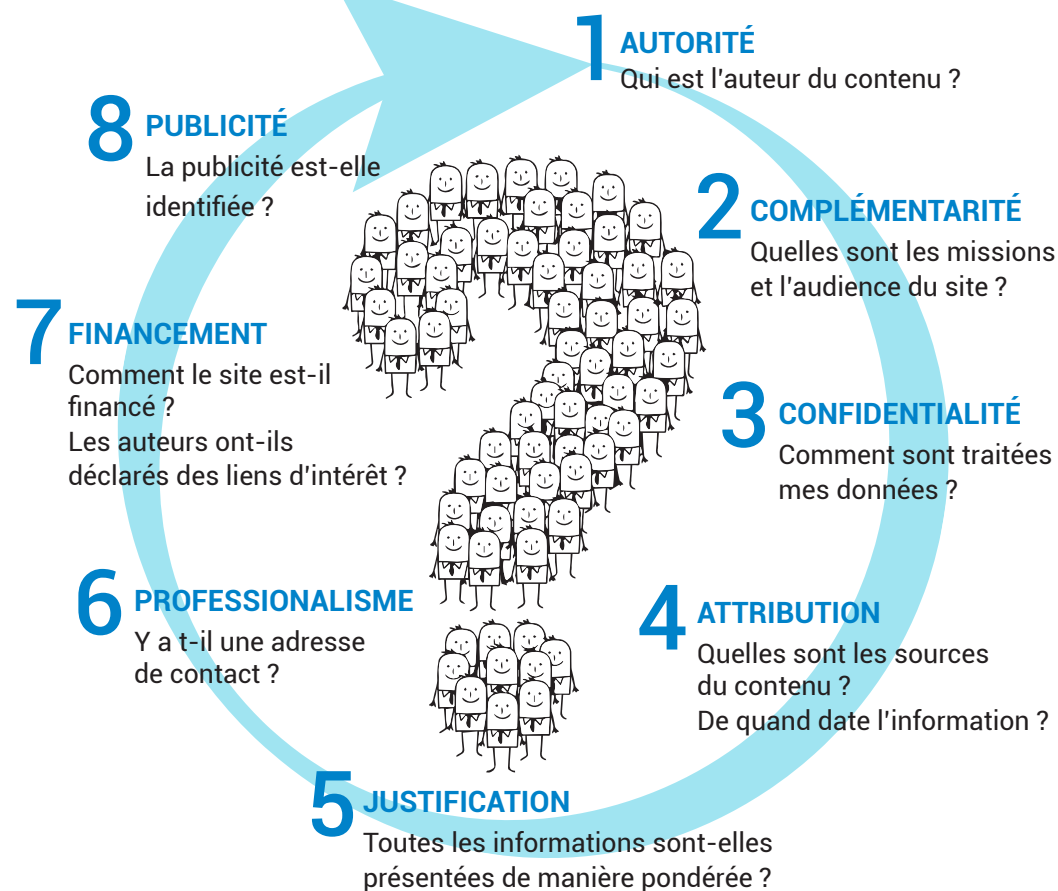 1 AUTORITÉ
Qui est l'auteur du contenu ?
2 COMPLÉMENTARITÉ
Quelles sont les missions
et l'audience du site ?
3 CONFIDENTIALITÉ
Comment sont traitées
mes données ?
4 ATTRIBUTION
Quelles sont les sources
du contenu ?
De quand date l'information ?
5 JUSTIFICATION
Toutes les informations sont-elles
présentées de manière pondérée ?
6 PROFESSIONALISME
Y a t-il une adresse
de contact ?
7 FINANCEMENT
Comment le site est-il
financé ?
Les auteurs ont-ils
déclarés des liens d'intérêt ?
8 PUBLICITÉ
La publicité est-elle
identifiée ?